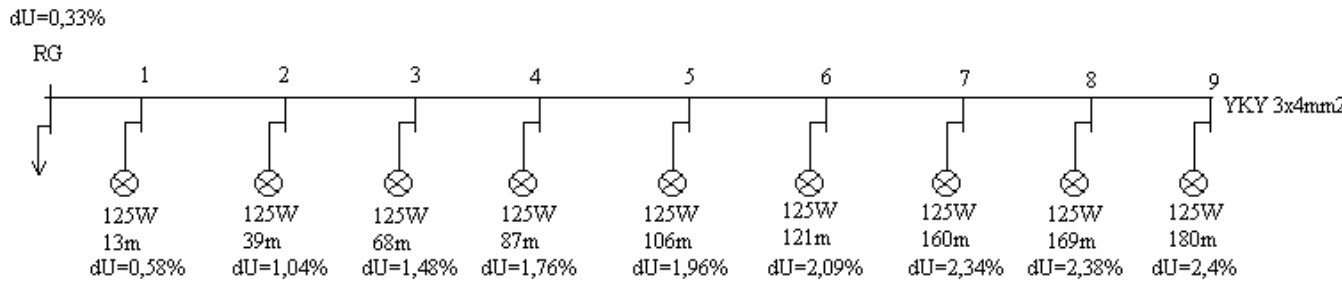 dU=0,33%
RG
1 2 3 4 5 6 7 8 9
YKY 3x4mm2
125W 125W 125W 125W 125W 125W 125W 125W 125W
13m 39m 68m 87m 106m 121m 160m 169m 180m
dU=0,58% dU=1,04% dU=1,48% dU=1,76% dU=1,96% dU=2,09% dU=2,34% dU=2,38% dU=2,4%